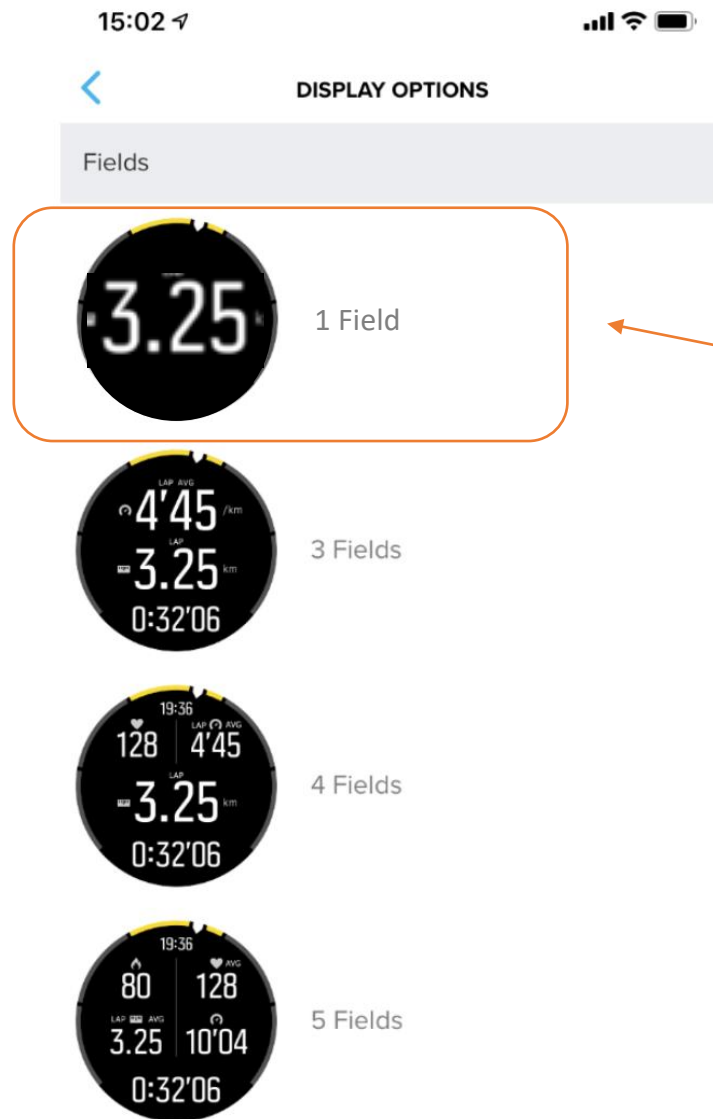 15:02
DISPLAY OPTIONS
Fields
3.25
1 Field
LAP AVG
4'45 /km
LAP
3.25 km
0:32'06
3 Fields
19:36
128 LAP AVG 4'45
LAP
3.25 km
0:32'06
4 Fields
19:36
80 AVG 128
LAP AVG
3.25 10'04
0:32'06
5 Fields